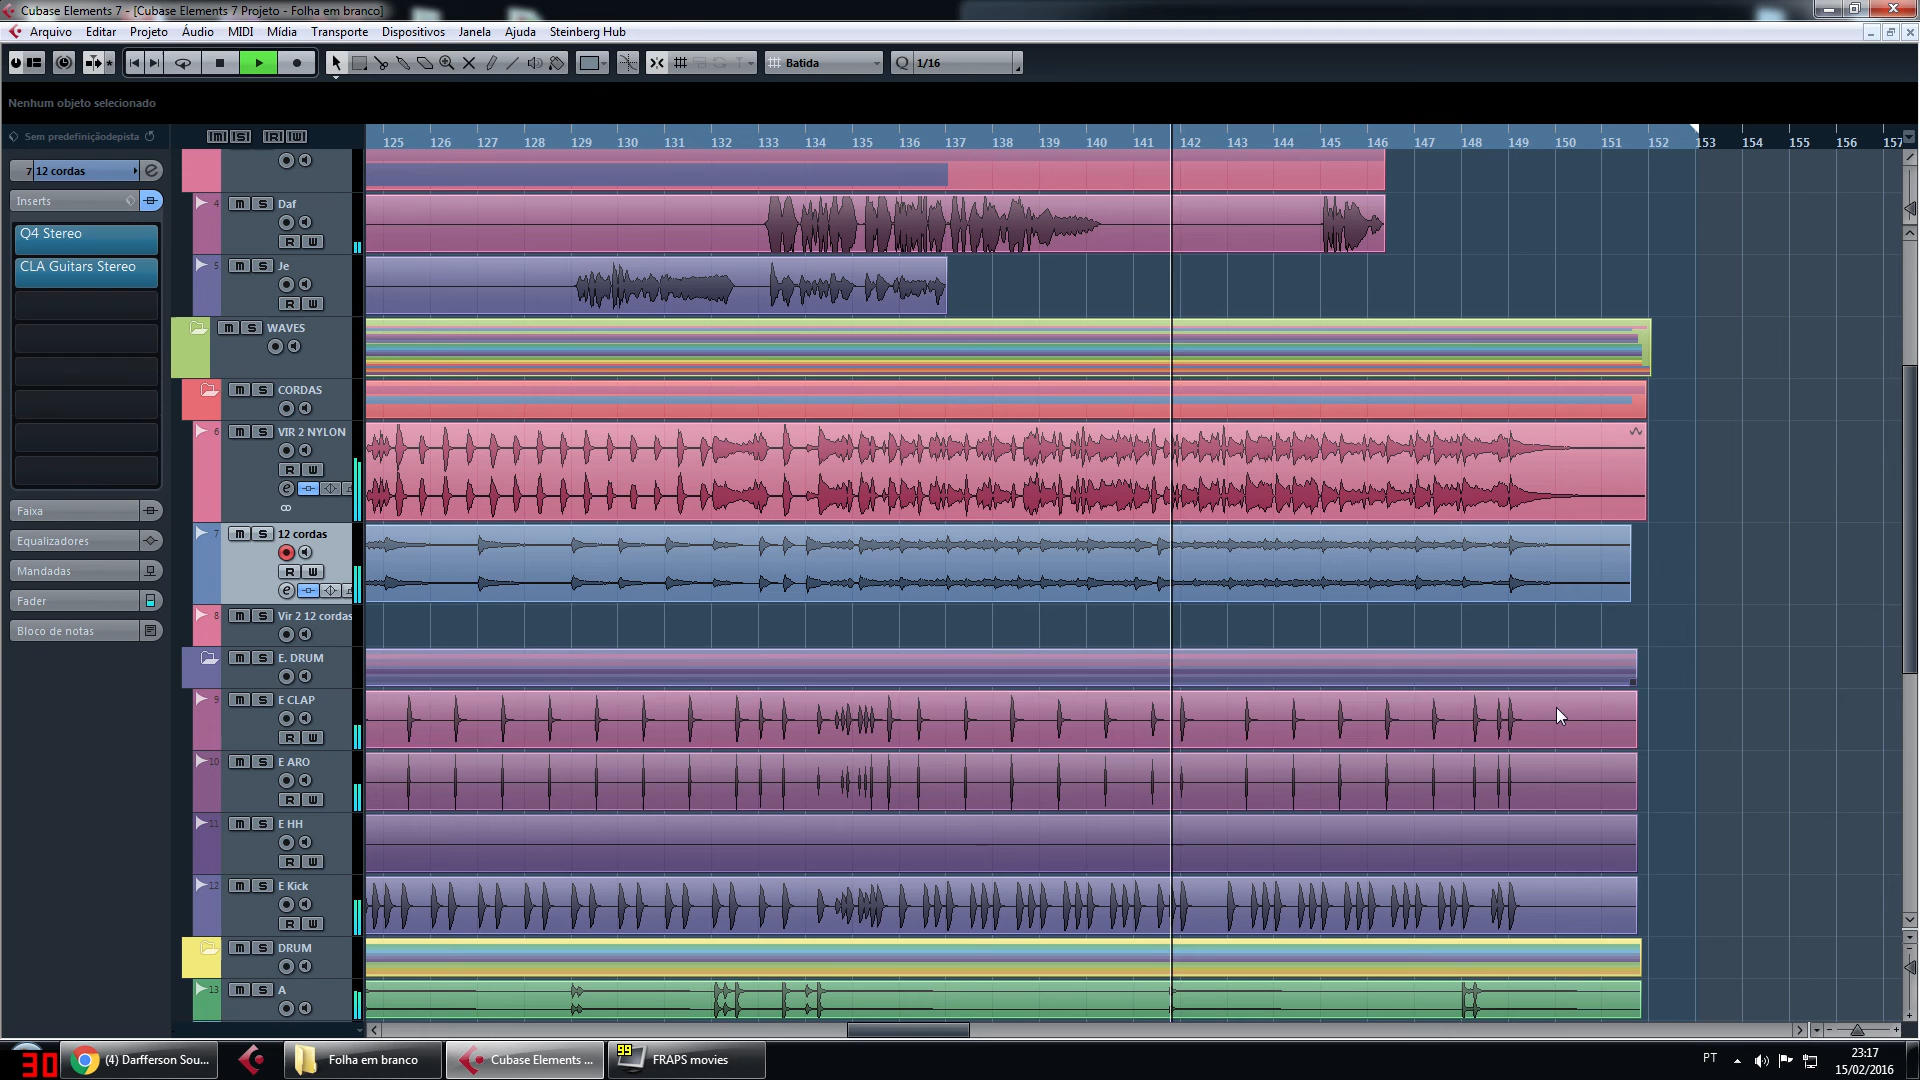 Cubase Elements 7 - [Cubase Elements 7 Projeto - Folha em branco]
Arquivo Editar Projeto Áudio MIDI Mídia Transporte Dispositivos Janela Ajuda Steinberg Hub
Batida Q 1/16
Nenhum objeto selecionado
Sem predefiniçãodepista
M S R W
125 126 127 128 129 130 131 132 133 134 135 136 137 138 139 140 141 142 143 144 145 146 147 148 149 150 151 152 153 154 155 156 157
7 12 cordas e
Inserts
Q4 Stereo
CLA Guitars Stereo
Faixa
Equalizadores
Mandadas
Fader
Bloco de notas
4 m S Daf
R W
5 m S Je
R W
m S WAVES
m S CORDAS
6 m S VIR 2 NYLON
R W
e
7 m S 12 cordas
R W
e
8 m S Vir 2 12 cordas
m S E. DRUM
9 m S E CLAP
R W
10 m S E ARO
R W
11 m S E HH
R W
12 m S E Kick
R W
m S DRUM
13 m S A
30 (4) Darfferson Sou... Folha em branco Cubase Elements ... 99 FRAPS movies PT 23:17
15/02/2016